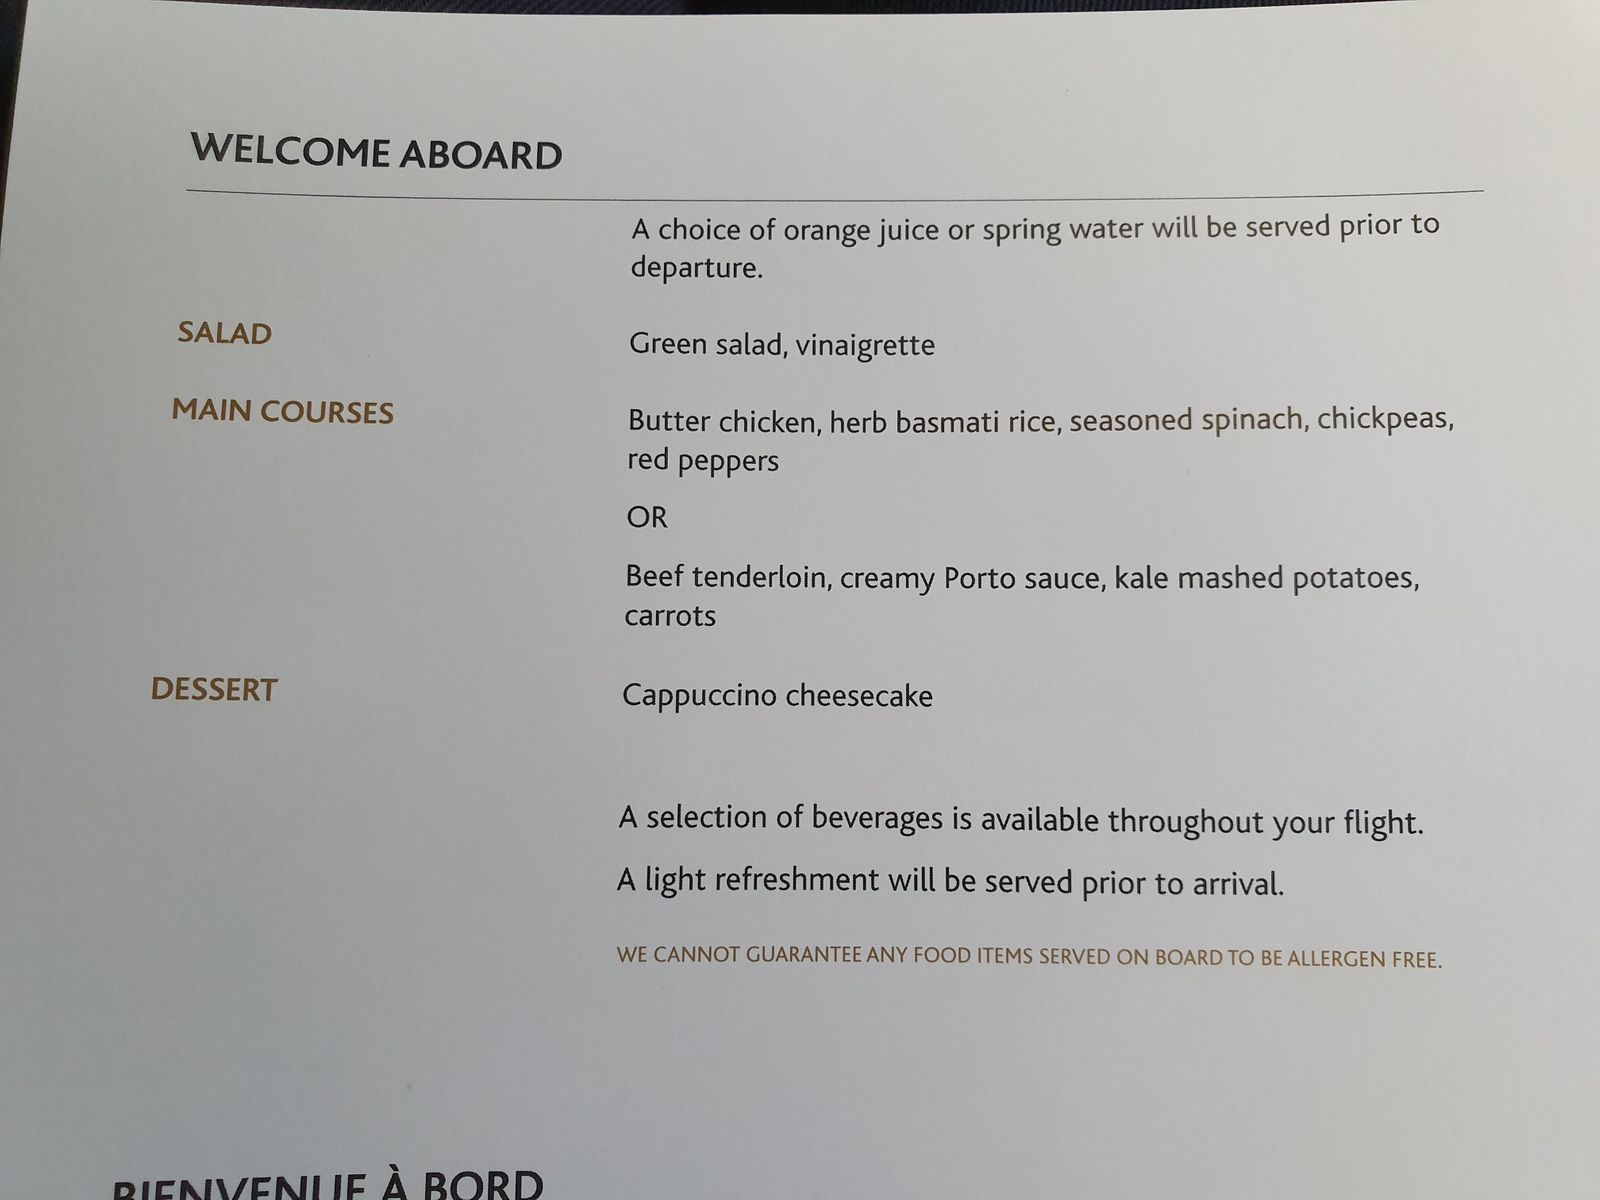 WELCOME ABOARD
A choice of orange juice or spring water will be served prior to
departure.
SALAD
Green salad, vinaigrette
MAIN COURSES
Butter chicken, herb basmati rice, seasoned spinach, chickpeas,
red peppers
OR
Beef tenderloin, creamy Porto sauce, kale mashed potatoes,
carrots
DESSERT
Cappuccino cheesecake
A selection of beverages is available throughout your flight.
A light refreshment will be served prior to arrival.
WE CANNOT GUARANTEE ANY FOOD ITEMS SERVED ON BOARD TO BE ALLERGEN FREE.
BIENVENUE À BORD